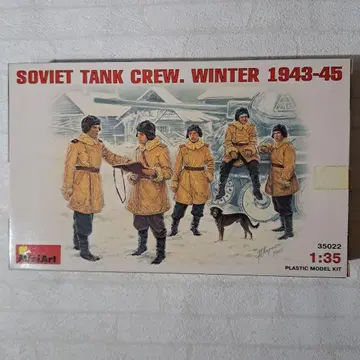 SOVIET TANK CREW. WINTER 1943-45
MiniArt
35022
1:35
PLASTIC MODEL KIT